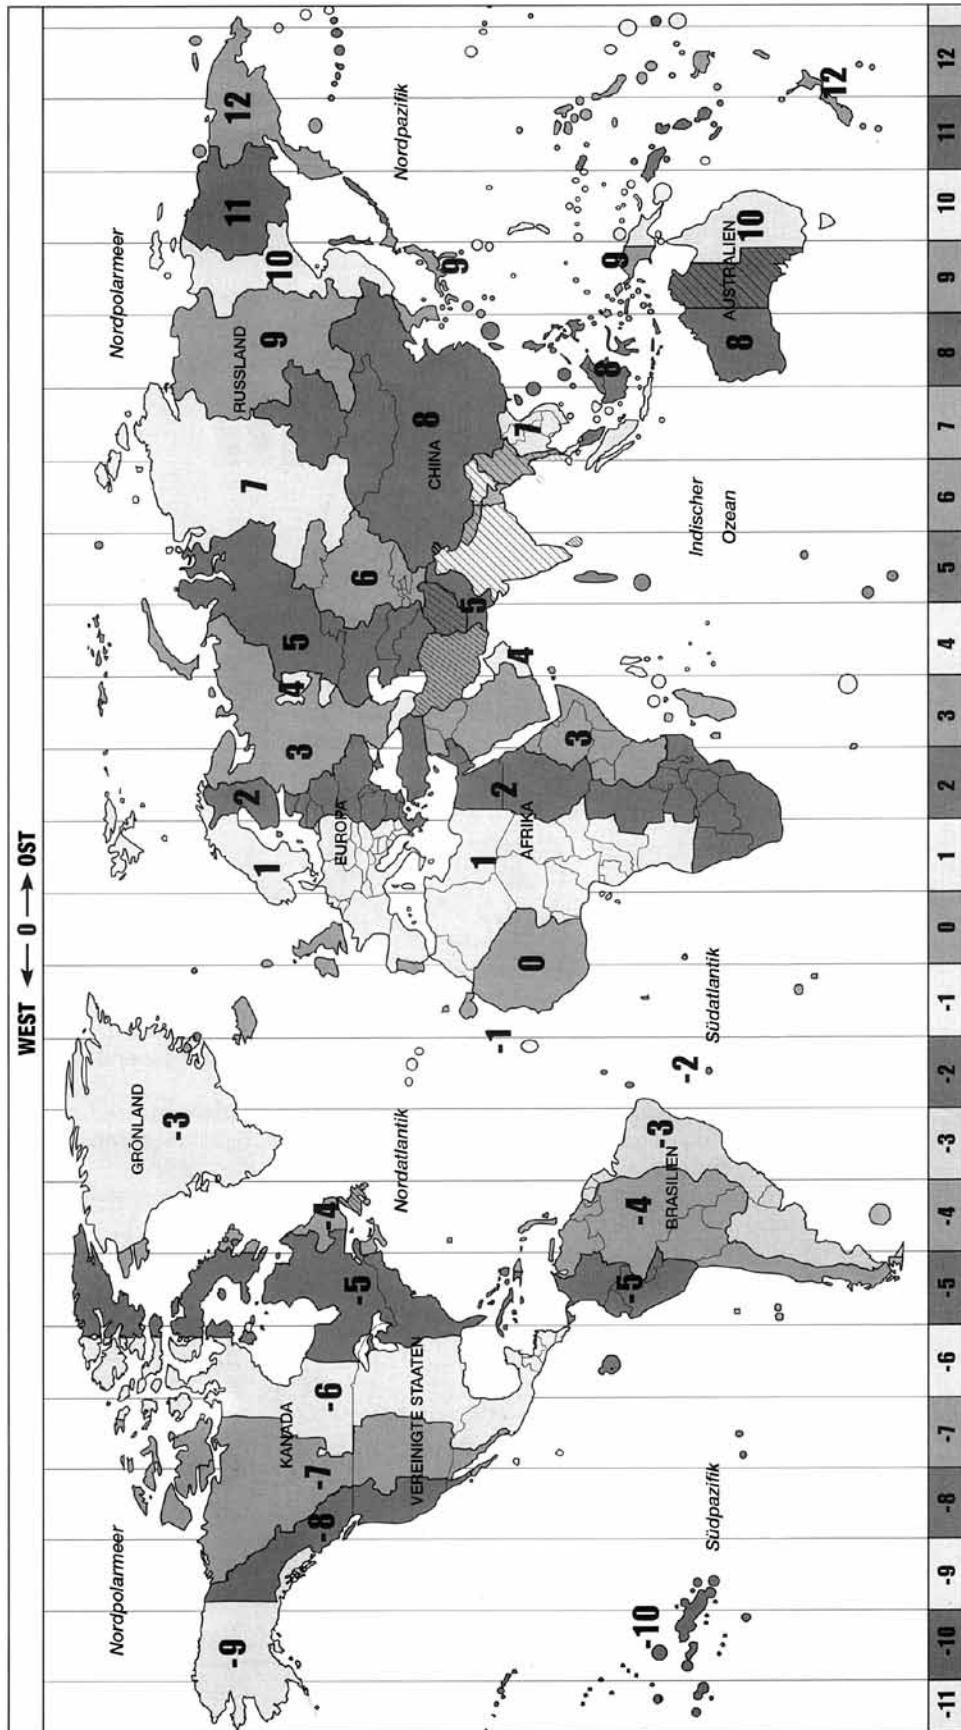 WEST ← 0 → OST
Nordpolarmeer
GRÖNLAND
Nordpolarmeer
-9
-8
-7
KANADA
-6
-5
-4
-3
VEREINIGTE STAATEN
Nordatlantik
1
2
3
4
5
7
RUSSLAND
9
10
11
12
EUROPA
6
CHINA
8
9
Nordpazifik
-10
Südpazifik
-5
-4
BRASILIEN
-3
-2
-1
Südatlantik
0
1
2
AFRIKA
3
4
5
Indischer
Ozean
7
8
9
8
AUSTRALIEN
10
12
-11 -10 -9 -8 -7 -6 -5 -4 -3 -2 -1 0 1 2 3 4 5 6 7 8 9 10 11 12